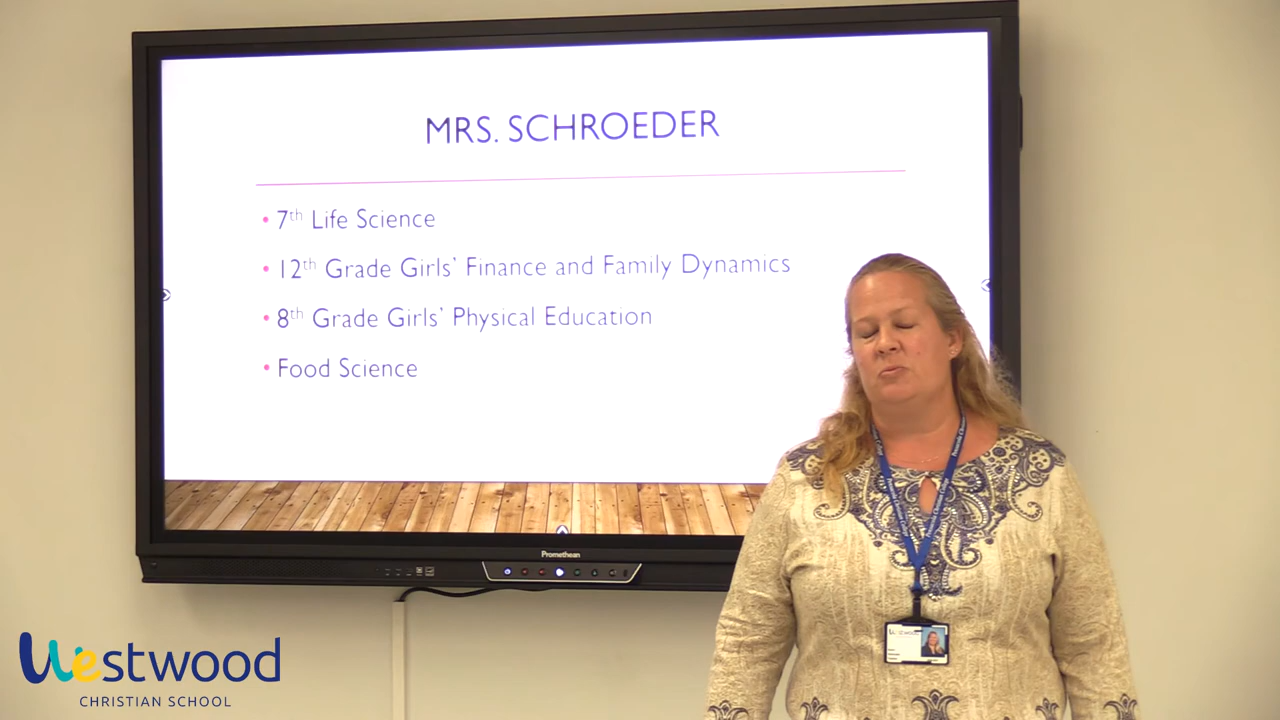 MRS. SCHROEDER
• 7th Life Science
• 12th Grade Girls' Finance and Family Dynamics
• 8th Grade Girls' Physical Education
• Food Science
Promethean
Westwood
Westwood
CHRISTIAN SCHOOL